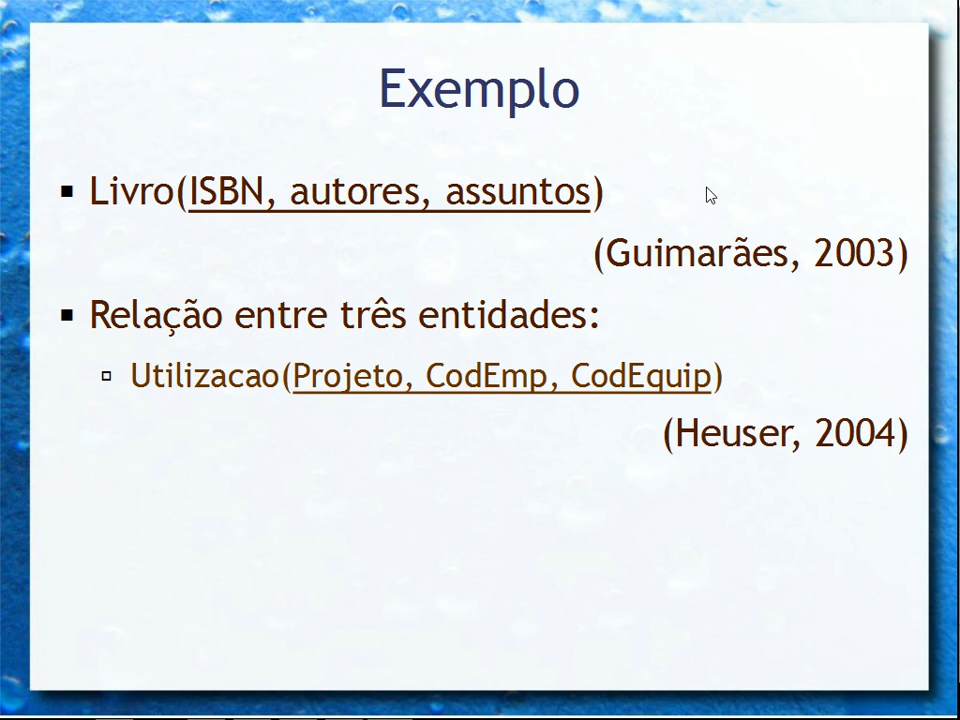 Exemplo
Livro(ISBN, autores, assuntos)
(Guimarães, 2003)
Relação entre três entidades:
Utilizacao(Projeto, CodEmp, CodEquip)
(Heuser, 2004)